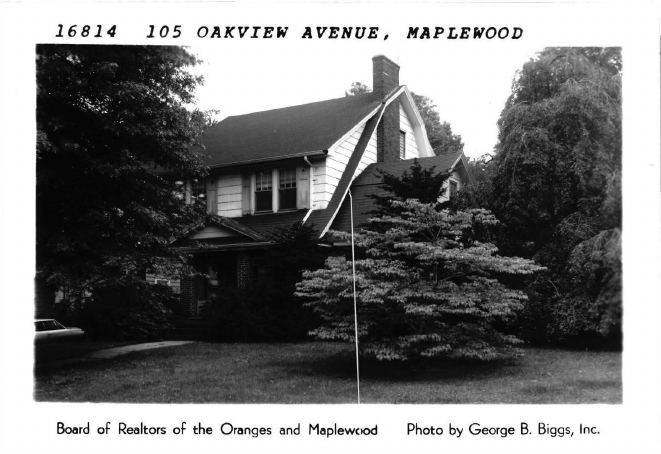 16814 105 OAKVIEW AVENUE, MAPLEWOOD
Board of Realtors of the Oranges and Maplewood Photo by George B. Biggs, Inc.